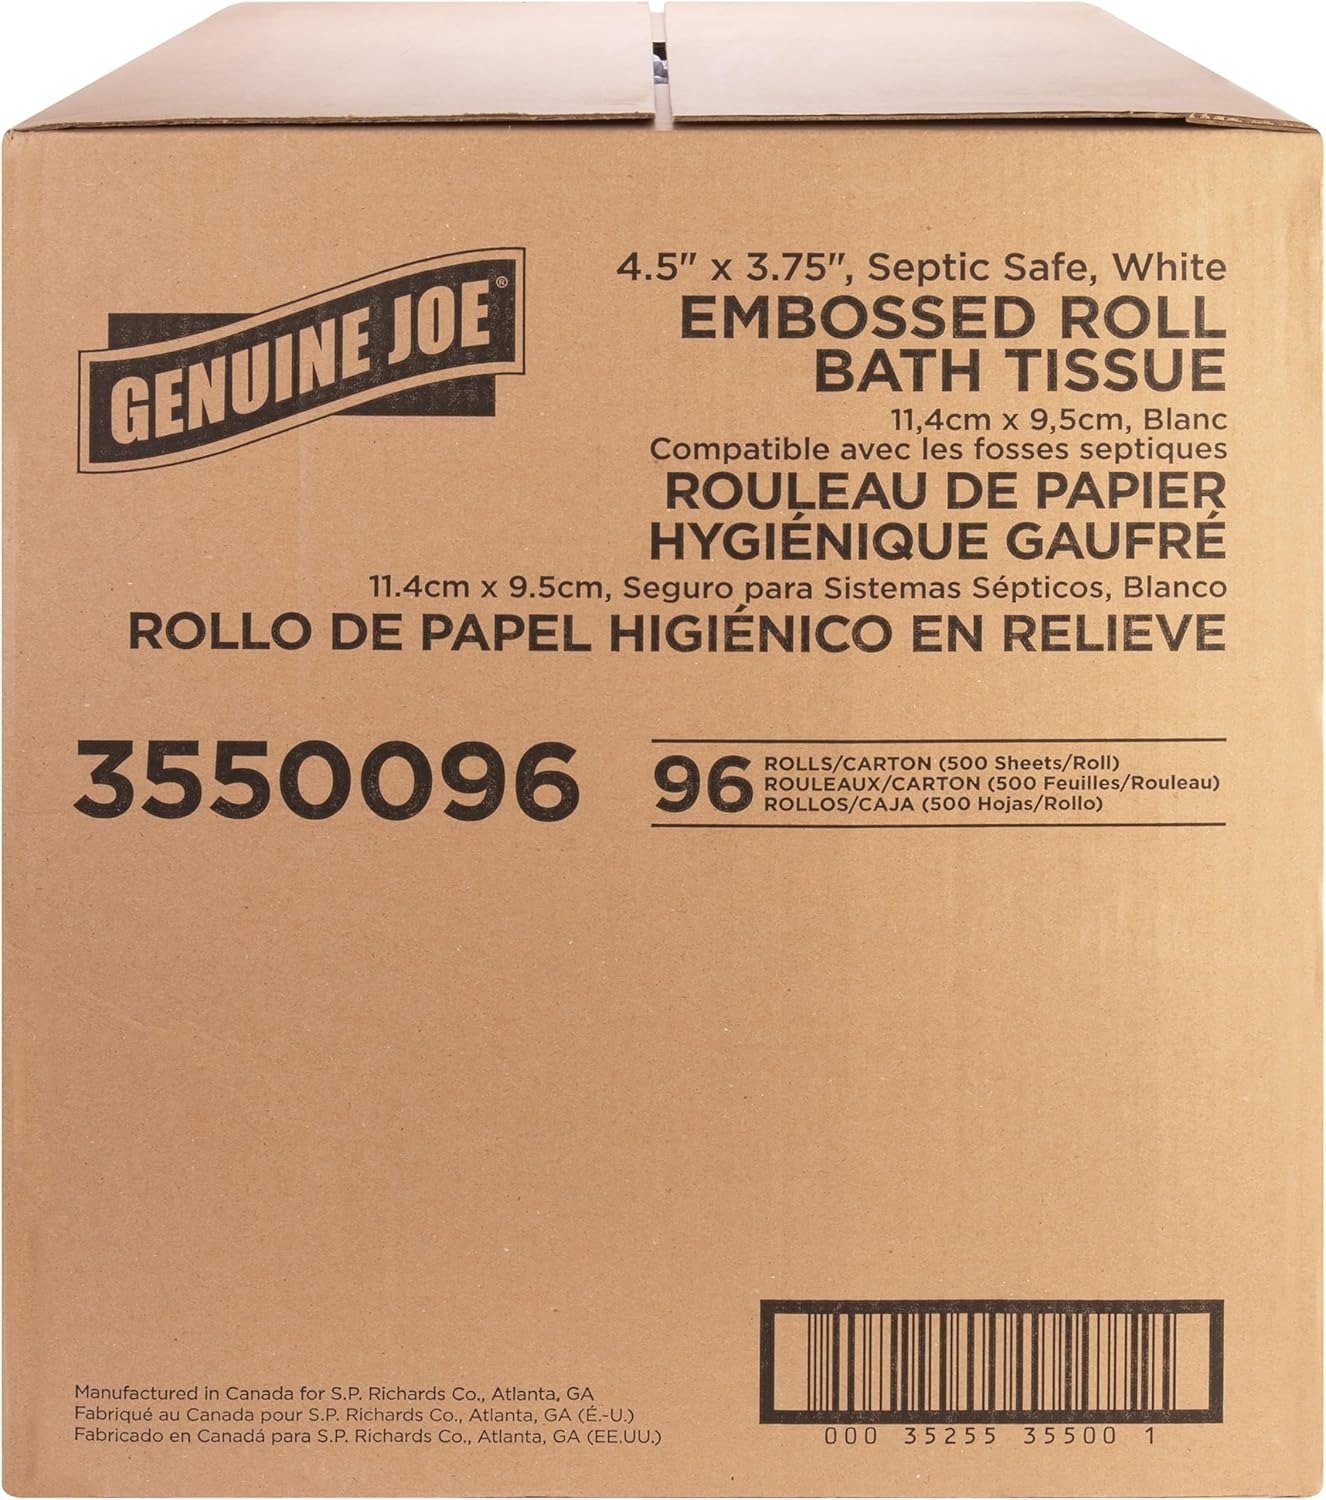 GENUINE JOE®
4.5" x 3.75", Septic Safe, White
EMBOSSED ROLL
BATH TISSUE
11,4cm x 9,5cm, Blanc
Compatible avec les fosses septiques
ROULEAU DE PAPIER
HYGIÉNIQUE GAUFRÉ
11.4cm x 9.5cm, Seguro para Sistemas Sépticos, Blanco
ROLLO DE PAPEL HIGIÉNICO EN RELIEVE
3550096
96
ROLLS/CARTON (500 Sheets/Roll)
ROULEAUX/CARTON (500 Feuilles/Rouleau)
ROLLOS/CAJA (500 Hojas/Rollo)
Manufactured in Canada for S.P. Richards Co., Atlanta, GA
Fabriqué au Canada pour S.P. Richards Co., Atlanta, GA (É.-U.)
Fabricado en Canadá para S.P. Richards Co., Atlanta, GA (EE.UU.)
000 35255 35500 1